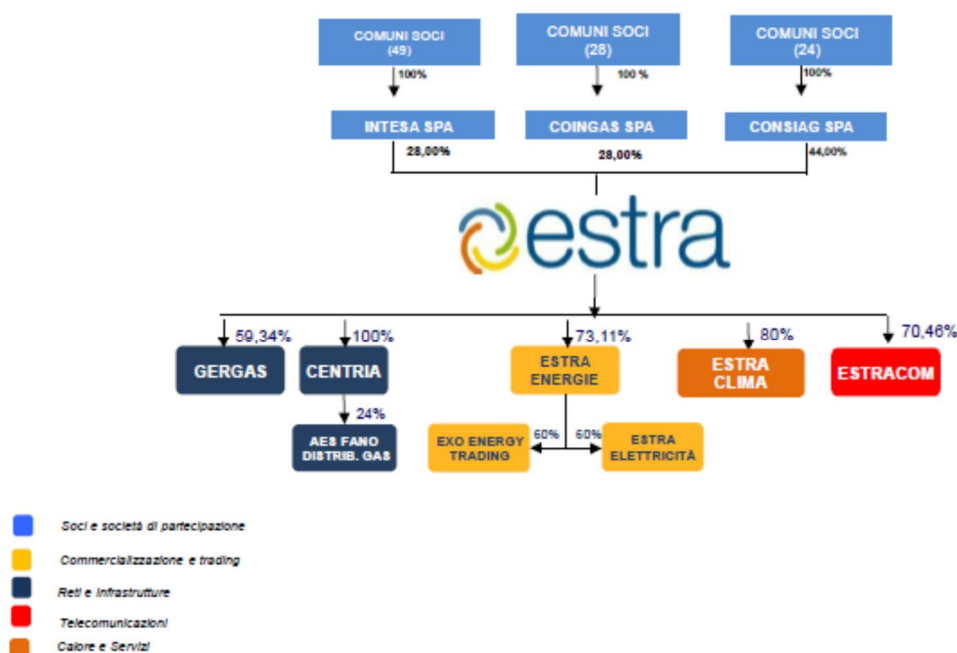 COMUNI SOCI
(49)
COMUNI SOCI
(28)
COMUNI SOCI
(24)
100%
100 %
100%
INTESA SPA
COINGAS SPA
CONSIAG SPA
28,00%
28,00%
44,00%
estra
59,34%
100%
73,11%
80%
70,46%
GERGAS
CENTRIA
ESTRA
ENERGIE
ESTRA
CLIMA
ESTRACOM
24%
60%
60%
AES FANO
DISTRIB. GAS
EXO ENERGY
TRADING
ESTRA
ELETTRICITÀ
Soci e società di partecipazione
Commercializzazione e trading
Reti e Infrastrutture
Telecomunicazioni
Calore e Servizi